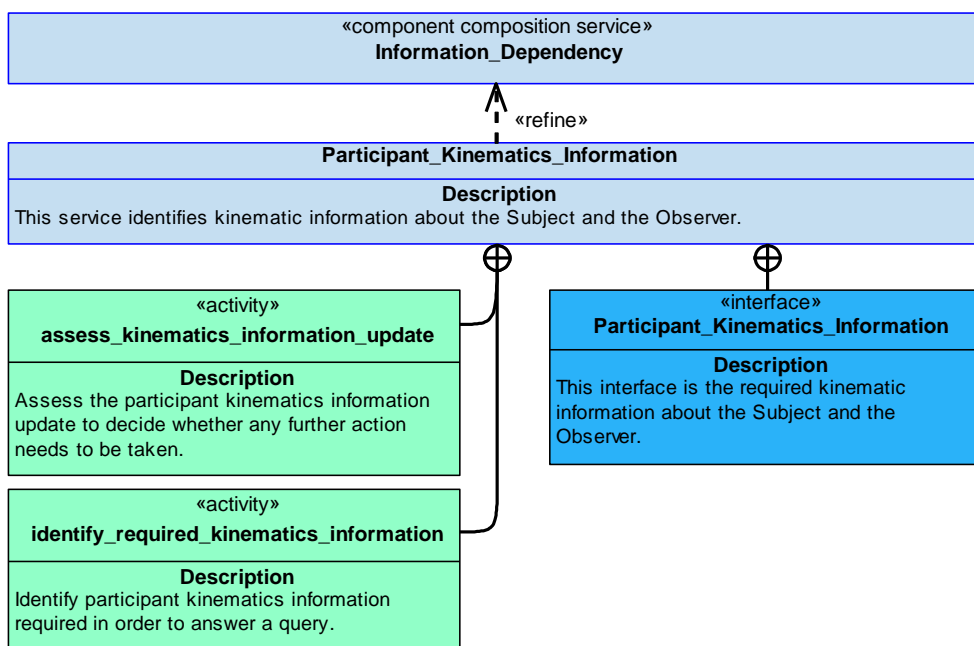 «component composition service»
Information_Dependency
«refine»
Participant_Kinematics_Information
Description
This service identifies kinematic information about the Subject and the Observer.
«activity»
assess_kinematics_information_update
Description
Assess the participant kinematics information
update to decide whether any further action
needs to be taken.
«interface»
Participant_Kinematics_Information
Description
This interface is the required kinematic
information about the Subject and the
Observer.
«activity»
identify_required_kinematics_information
Description
Identify participant kinematics information
required in order to answer a query.